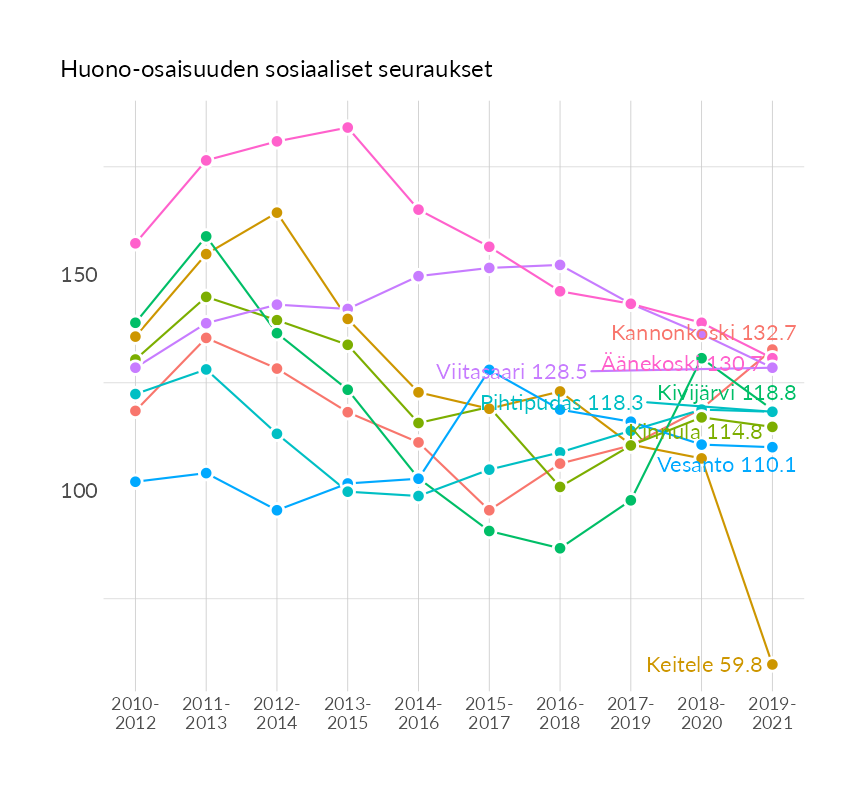 Huono-osaisuuden sosiaaliset seuraukset
150
100
Kannonkoski 132.7
Äänekoski 130.7
Viitasaari 128.5
Kivijärvi 118.8
Pihtipudas 118.3
Kinnula 114.8
Vesanto 110.1
Keitele 59.8
2010-
2012
2011-
2013
2012-
2014
2013-
2015
2014-
2016
2015-
2017
2016-
2018
2017-
2019
2018-
2020
2019-
2021